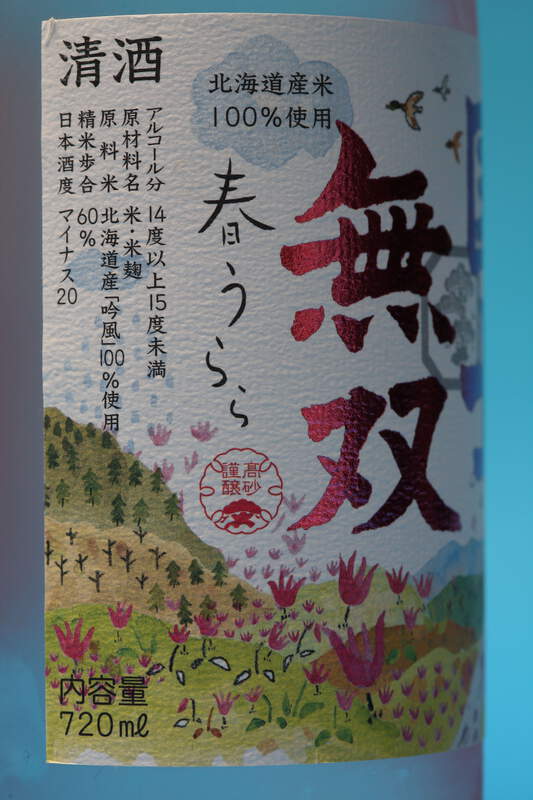 清酒
北海道産米
100%使用
無双
春うらら
アルコール分 14度以上15度未満
原材料名 米・米麹
原料米 北海道産「吟風」100%使用
精米歩合 60%
日本酒度 マイナス20
髙砂
謹醸
内容量
720ml